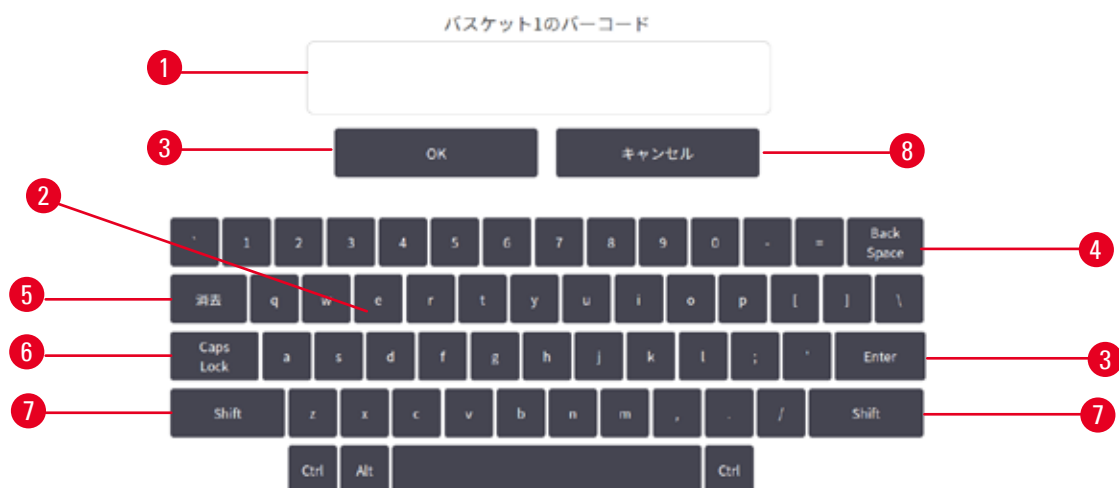 バスケット1のバーコード
1
3 OK キャンセル 8
2
` 1 2 3 4 5 6 7 8 9 0 - = Back Space 4
5 消去 q w e r t y u i o p [ ] \
6 Caps Lock a s d f g h j k l ; ' Enter 3
7 Shift z x c v b n m , . / Shift 7
Ctrl Alt Ctrl